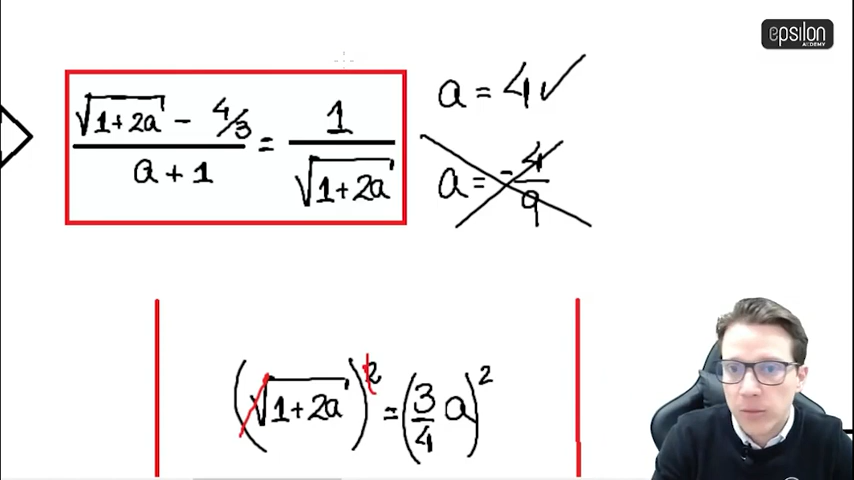 epsilon
ACADEMY
(√(1+2a) - 4/3)/(a+1) = 1/√(1+2a)
a = 4 ✓
a = -4/9
(√(1+2a))² = (3/4 a)²